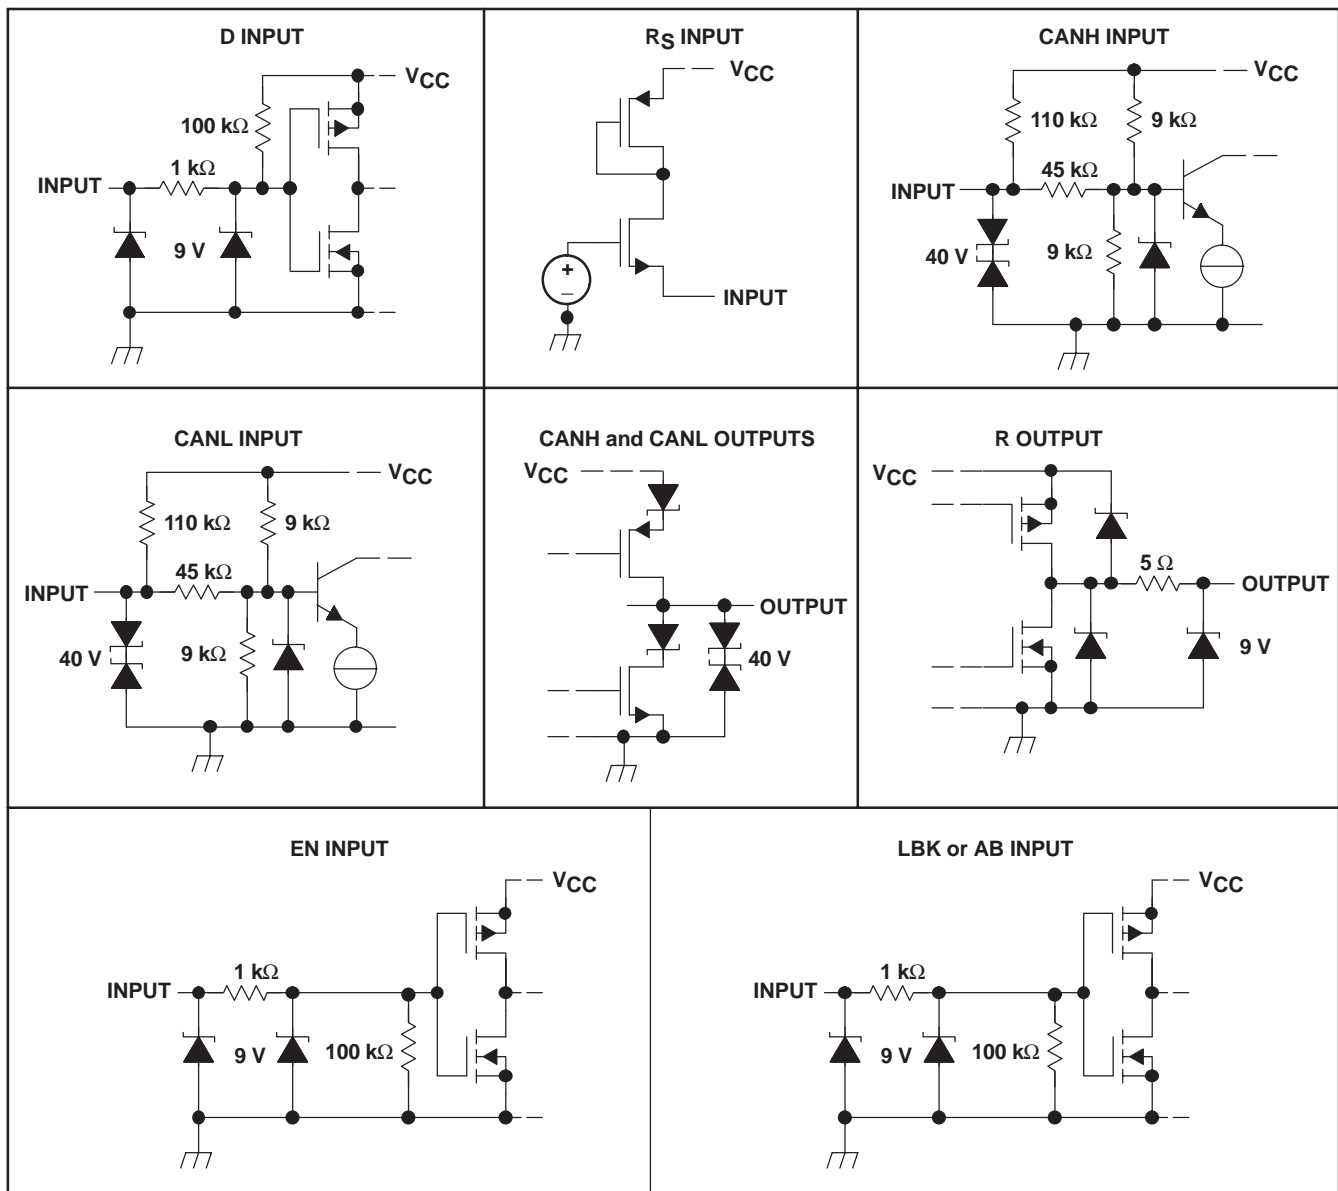 D INPUT
VCC
100 kΩ
1 kΩ
INPUT
9 V
RS INPUT
VCC
+
–
INPUT
CANH INPUT
VCC
110 kΩ
9 kΩ
45 kΩ
INPUT
40 V
9 kΩ
CANL INPUT
VCC
110 kΩ
9 kΩ
45 kΩ
INPUT
40 V
9 kΩ
CANH and CANL OUTPUTS
VCC
OUTPUT
40 V
R OUTPUT
VCC
5 Ω
OUTPUT
9 V
EN INPUT
VCC
1 kΩ
INPUT
9 V
100 kΩ
LBK or AB INPUT
VCC
1 kΩ
INPUT
9 V
100 kΩ